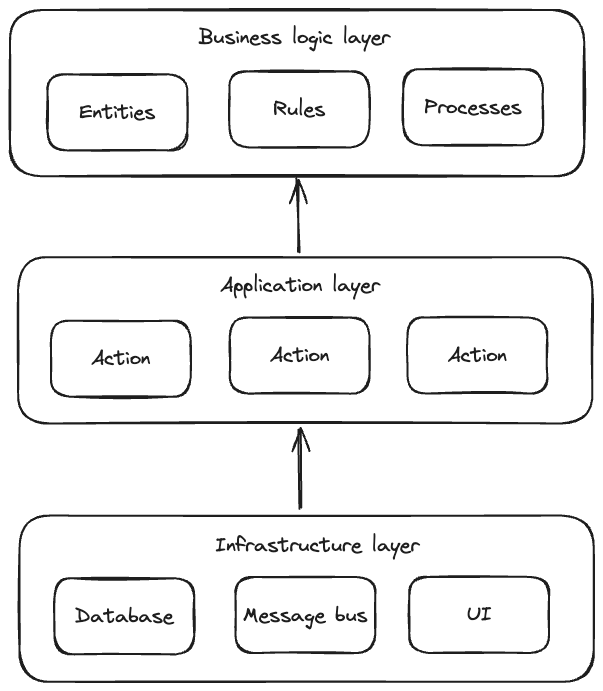 Business logic layer
Entities
Rules
Processes
Application layer
Action
Action
Action
Infrastructure layer
Database
Message bus
UI